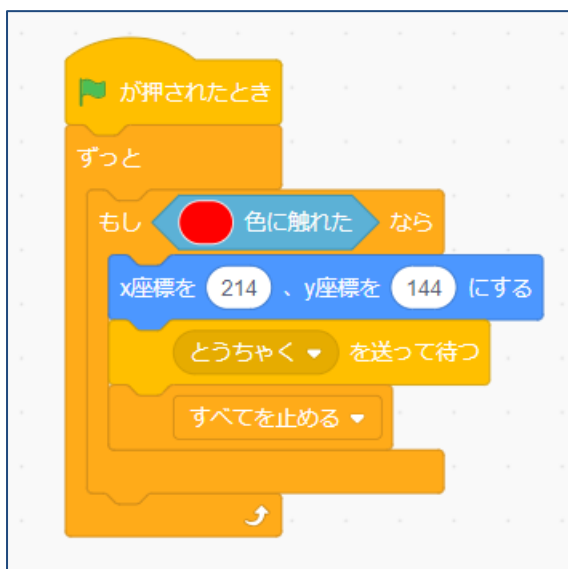 が押されたとき
ずっと
もし 色に触れた なら
x座標を 214 、y座標を 144 にする
とうちゃく を送って待つ
すべてを止める